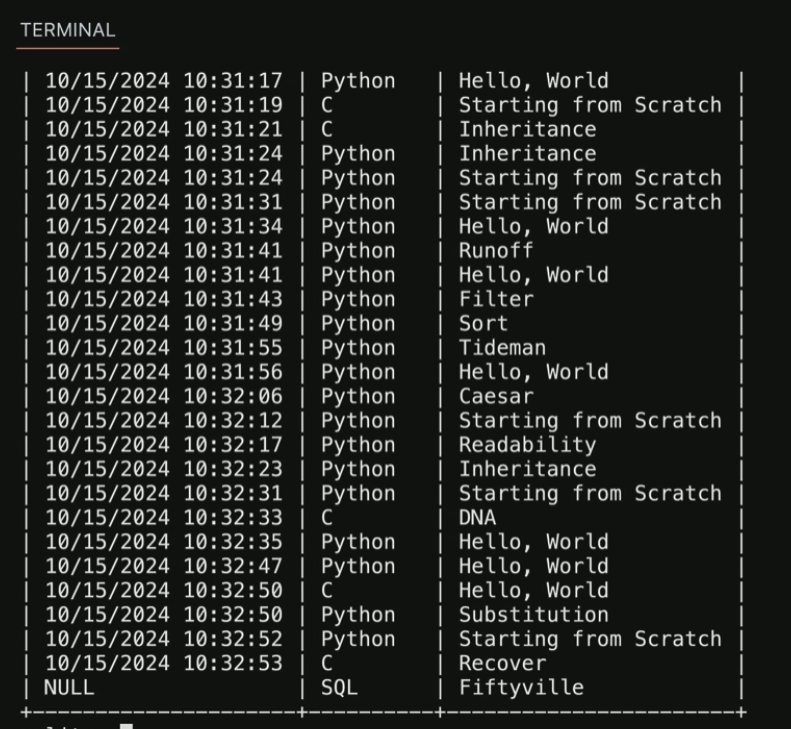 TERMINAL
| 10/15/2024 10:31:17 | Python | Hello, World |
| 10/15/2024 10:31:19 | C | Starting from Scratch |
| 10/15/2024 10:31:21 | C | Inheritance |
| 10/15/2024 10:31:24 | Python | Inheritance |
| 10/15/2024 10:31:24 | Python | Starting from Scratch |
| 10/15/2024 10:31:31 | Python | Starting from Scratch |
| 10/15/2024 10:31:34 | Python | Hello, World |
| 10/15/2024 10:31:41 | Python | Runoff |
| 10/15/2024 10:31:41 | Python | Hello, World |
| 10/15/2024 10:31:43 | Python | Filter |
| 10/15/2024 10:31:49 | Python | Sort |
| 10/15/2024 10:31:55 | Python | Tideman |
| 10/15/2024 10:31:56 | Python | Hello, World |
| 10/15/2024 10:32:06 | Python | Caesar |
| 10/15/2024 10:32:12 | Python | Starting from Scratch |
| 10/15/2024 10:32:17 | Python | Readability |
| 10/15/2024 10:32:23 | Python | Inheritance |
| 10/15/2024 10:32:31 | Python | Starting from Scratch |
| 10/15/2024 10:32:33 | C | DNA |
| 10/15/2024 10:32:35 | Python | Hello, World |
| 10/15/2024 10:32:47 | Python | Hello, World |
| 10/15/2024 10:32:50 | C | Hello, World |
| 10/15/2024 10:32:50 | Python | Substitution |
| 10/15/2024 10:32:52 | Python | Starting from Scratch |
| 10/15/2024 10:32:53 | C | Recover |
| NULL | SQL | Fiftyville |